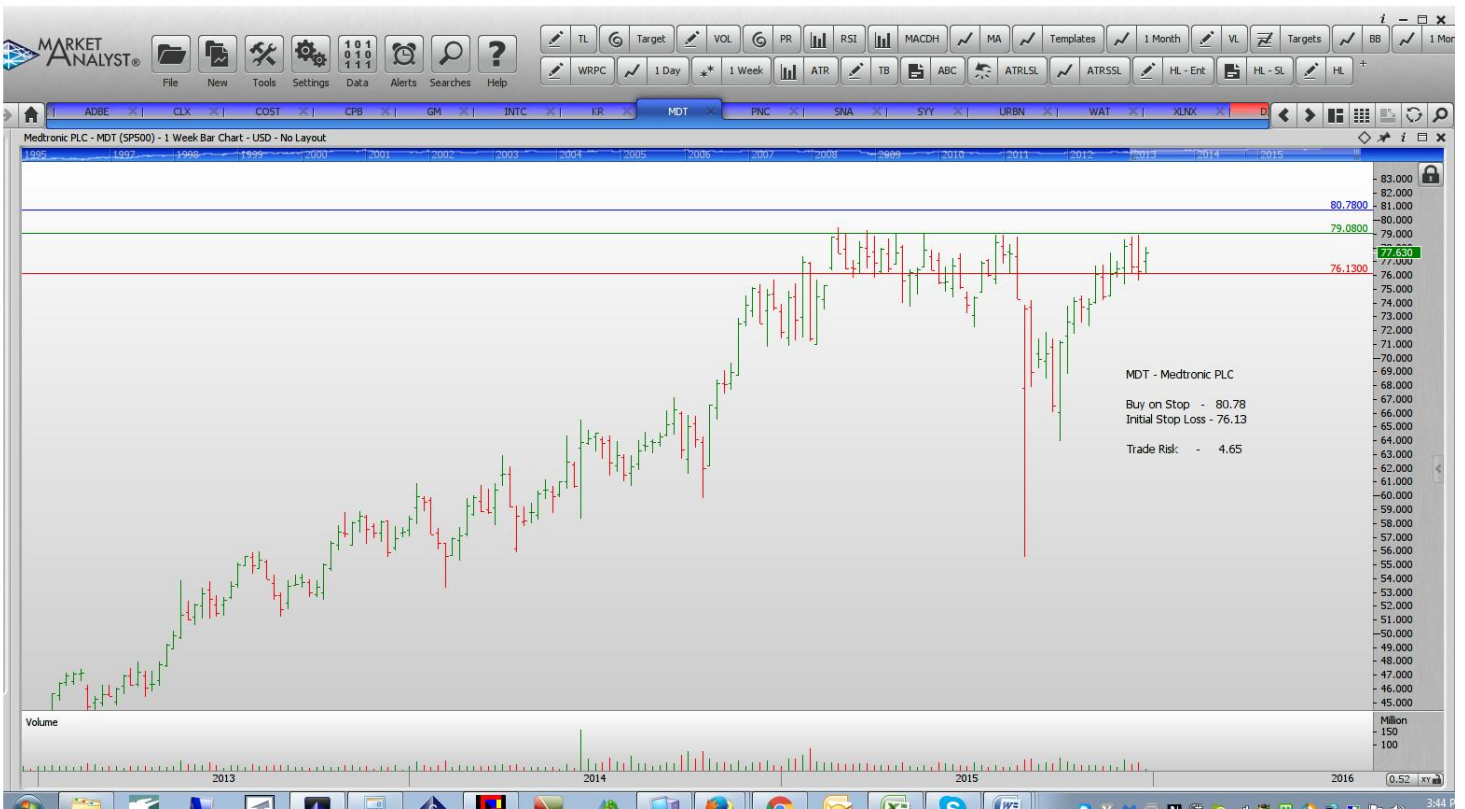 MARKET
ANALYST®
File New Tools Settings Data Alerts Searches Help
TL Target VOL PR RSI MACDH MA Templates 1 Month VL Targets BB 1 Mor
WRPC 1 Day 1 Week ATR TB ABC ATRLSL ATRSSL HL - Ent HL - SL HL +
ADBE CLX COST CPB GM INTC KR MDT PNC SNA SYY URBN WAT XLNX D
Medtronic PLC - MDT (SP500) - 1 Week Bar Chart - USD - No Layout
1995 1997 1998 1999 2000 2001 2002 2003 2004 2005 2006 2007 2008 2009 2010 2011 2012 2013 2014 2015
83.000
82.000
80.7800 81.000
80.000
79.0800 79.000
77.630
77.000
76.1300 76.000
75.000
74.000
73.000
72.000
71.000
70.000
MDT - Medtronic PLC 69.000
68.000
67.000
Buy on Stop - 80.78
66.000
Initial Stop Loss - 76.13
65.000
64.000
Trade Risk - 4.65
63.000
62.000
61.000
60.000
59.000
58.000
57.000
56.000
55.000
54.000
53.000
52.000
51.000
50.000
49.000
48.000
47.000
46.000
45.000
Volume Million
150
100
2013 2014 2015 2016 0.52 XY
3:44 P